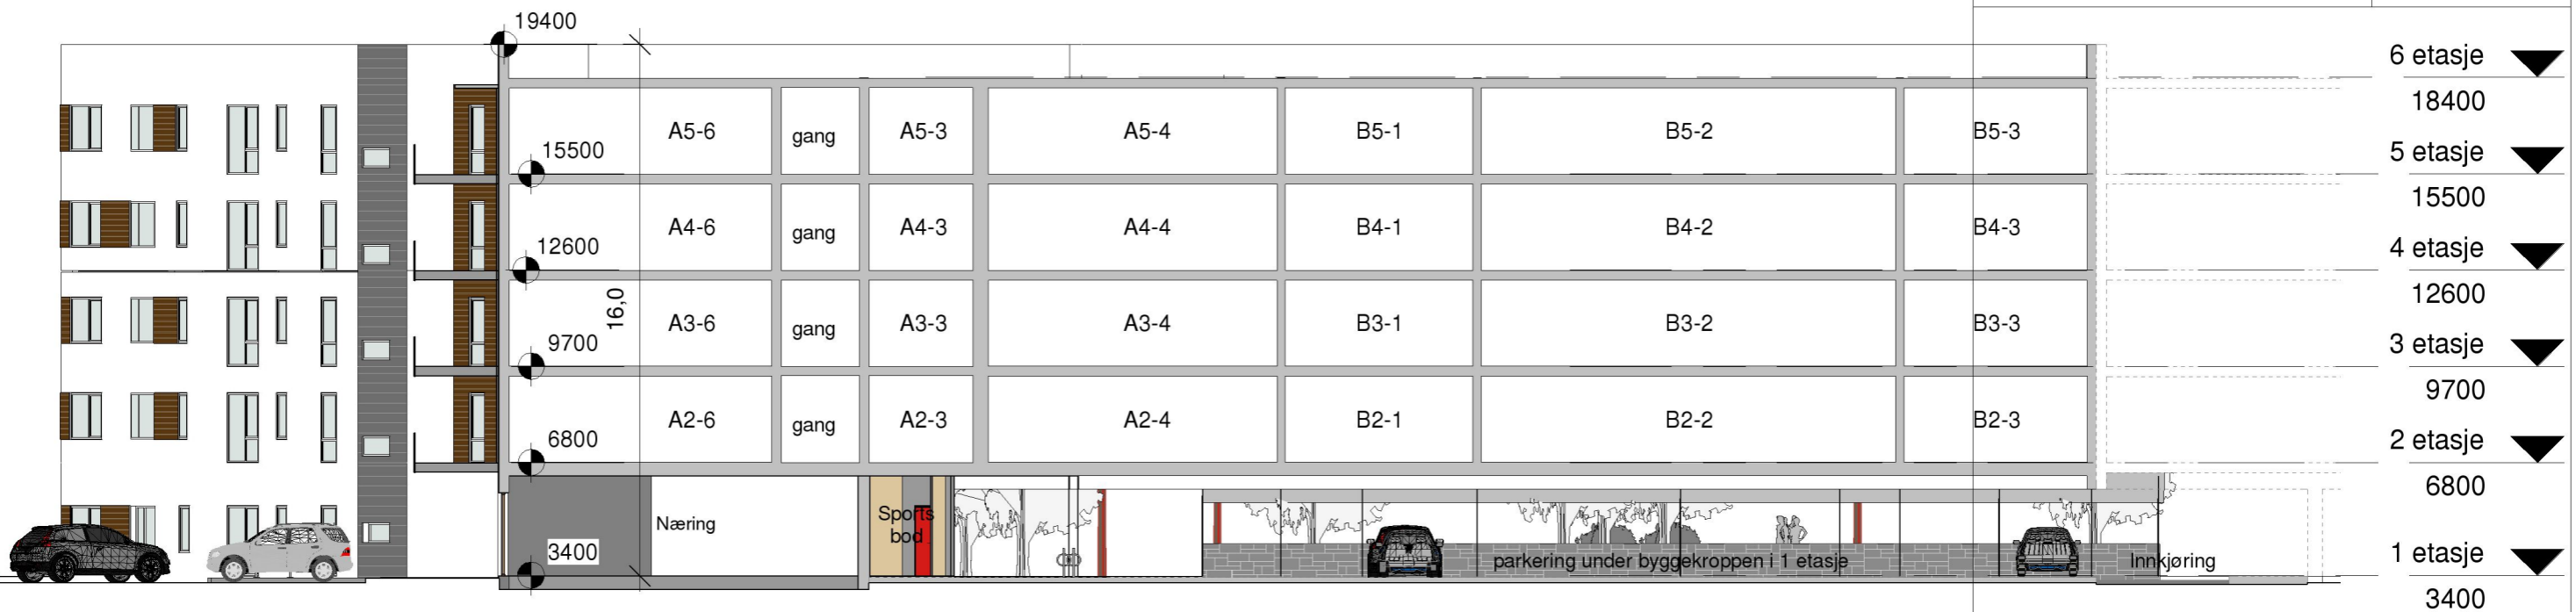 19400
6 etasje
18400
A5-6
gang
A5-3
A5-4
B5-1
B5-2
B5-3
15500
5 etasje
15500
A4-6
gang
A4-3
A4-4
B4-1
B4-2
B4-3
12600
4 etasje
12600
16,0
A3-6
gang
A3-3
A3-4
B3-1
B3-2
B3-3
9700
3 etasje
9700
A2-6
gang
A2-3
A2-4
B2-1
B2-2
B2-3
6800
2 etasje
6800
Næring
Sports
bod
3400
parkering under byggekroppen i 1 etasje
Innkjøring
1 etasje
3400